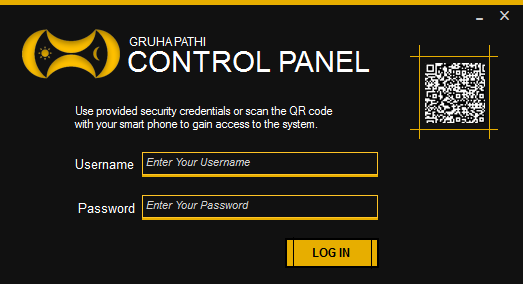 GRUHA PATHI
CONTROL PANEL
Use provided security credentials or scan the QR code
with your smart phone to gain access to the system.
Username
Enter Your Username
Password
Enter Your Password
LOG IN